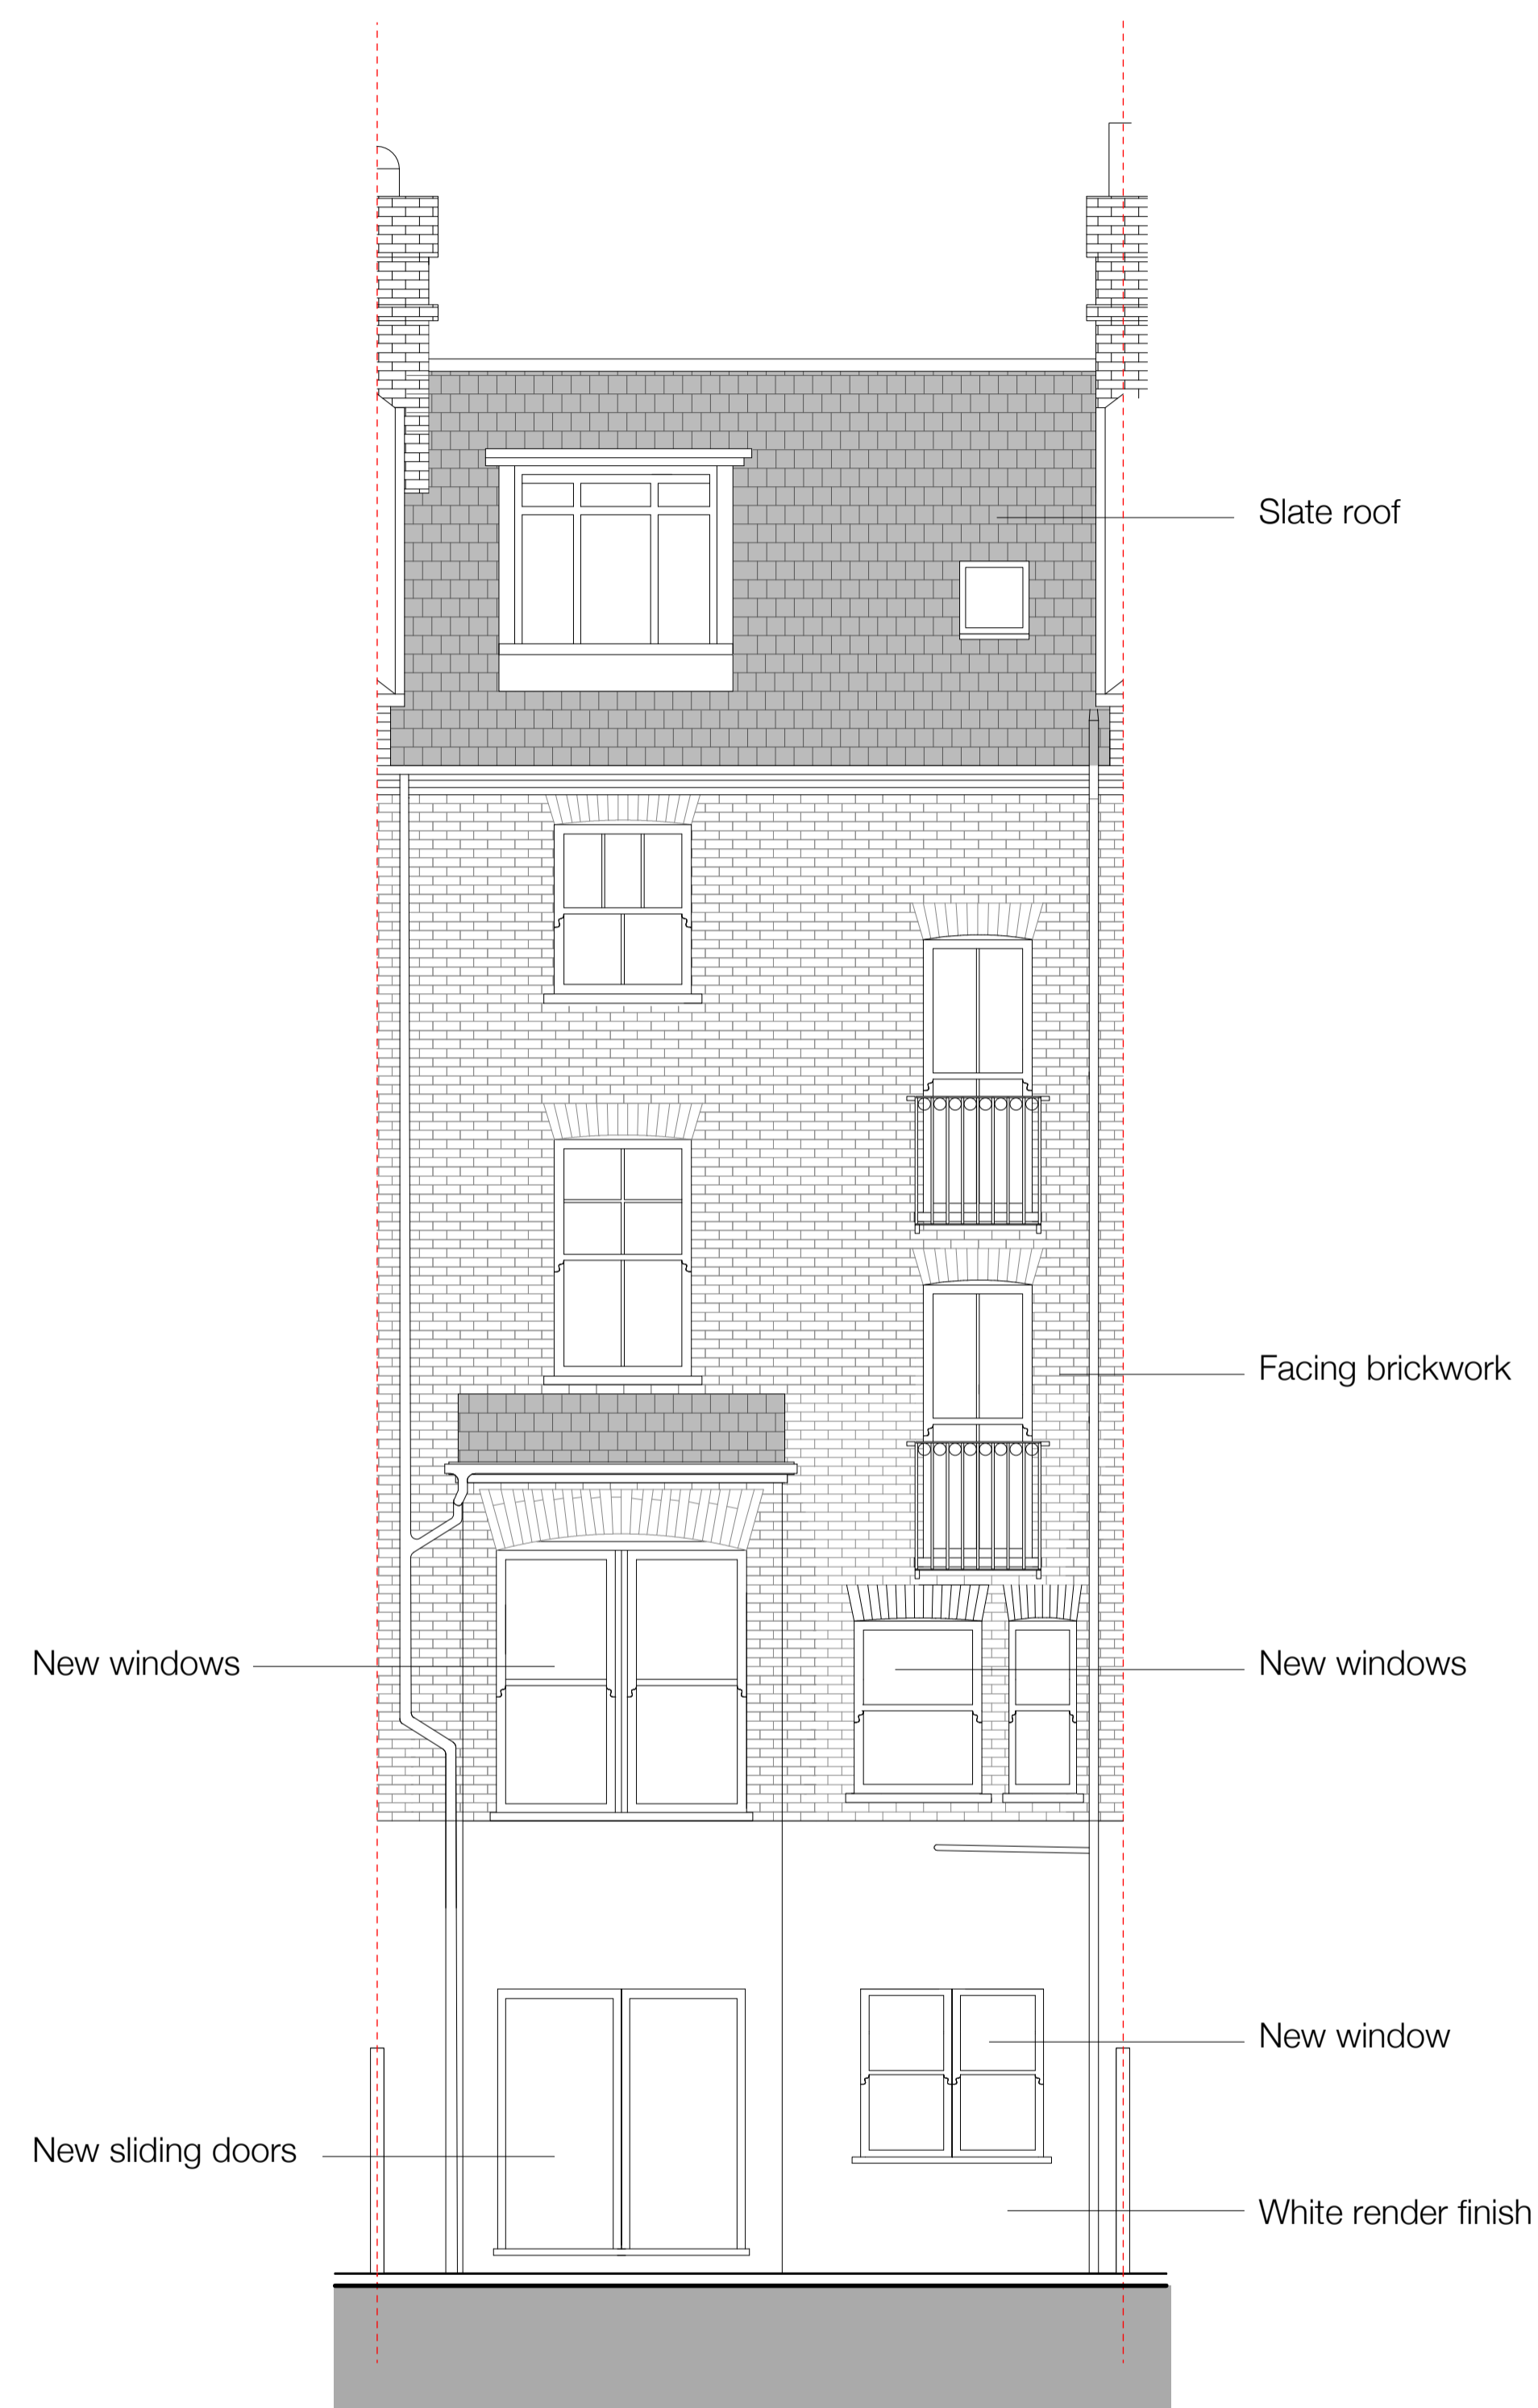 Slate roof
Facing brickwork
New windows
New windows
New window
New sliding doors
White render finish